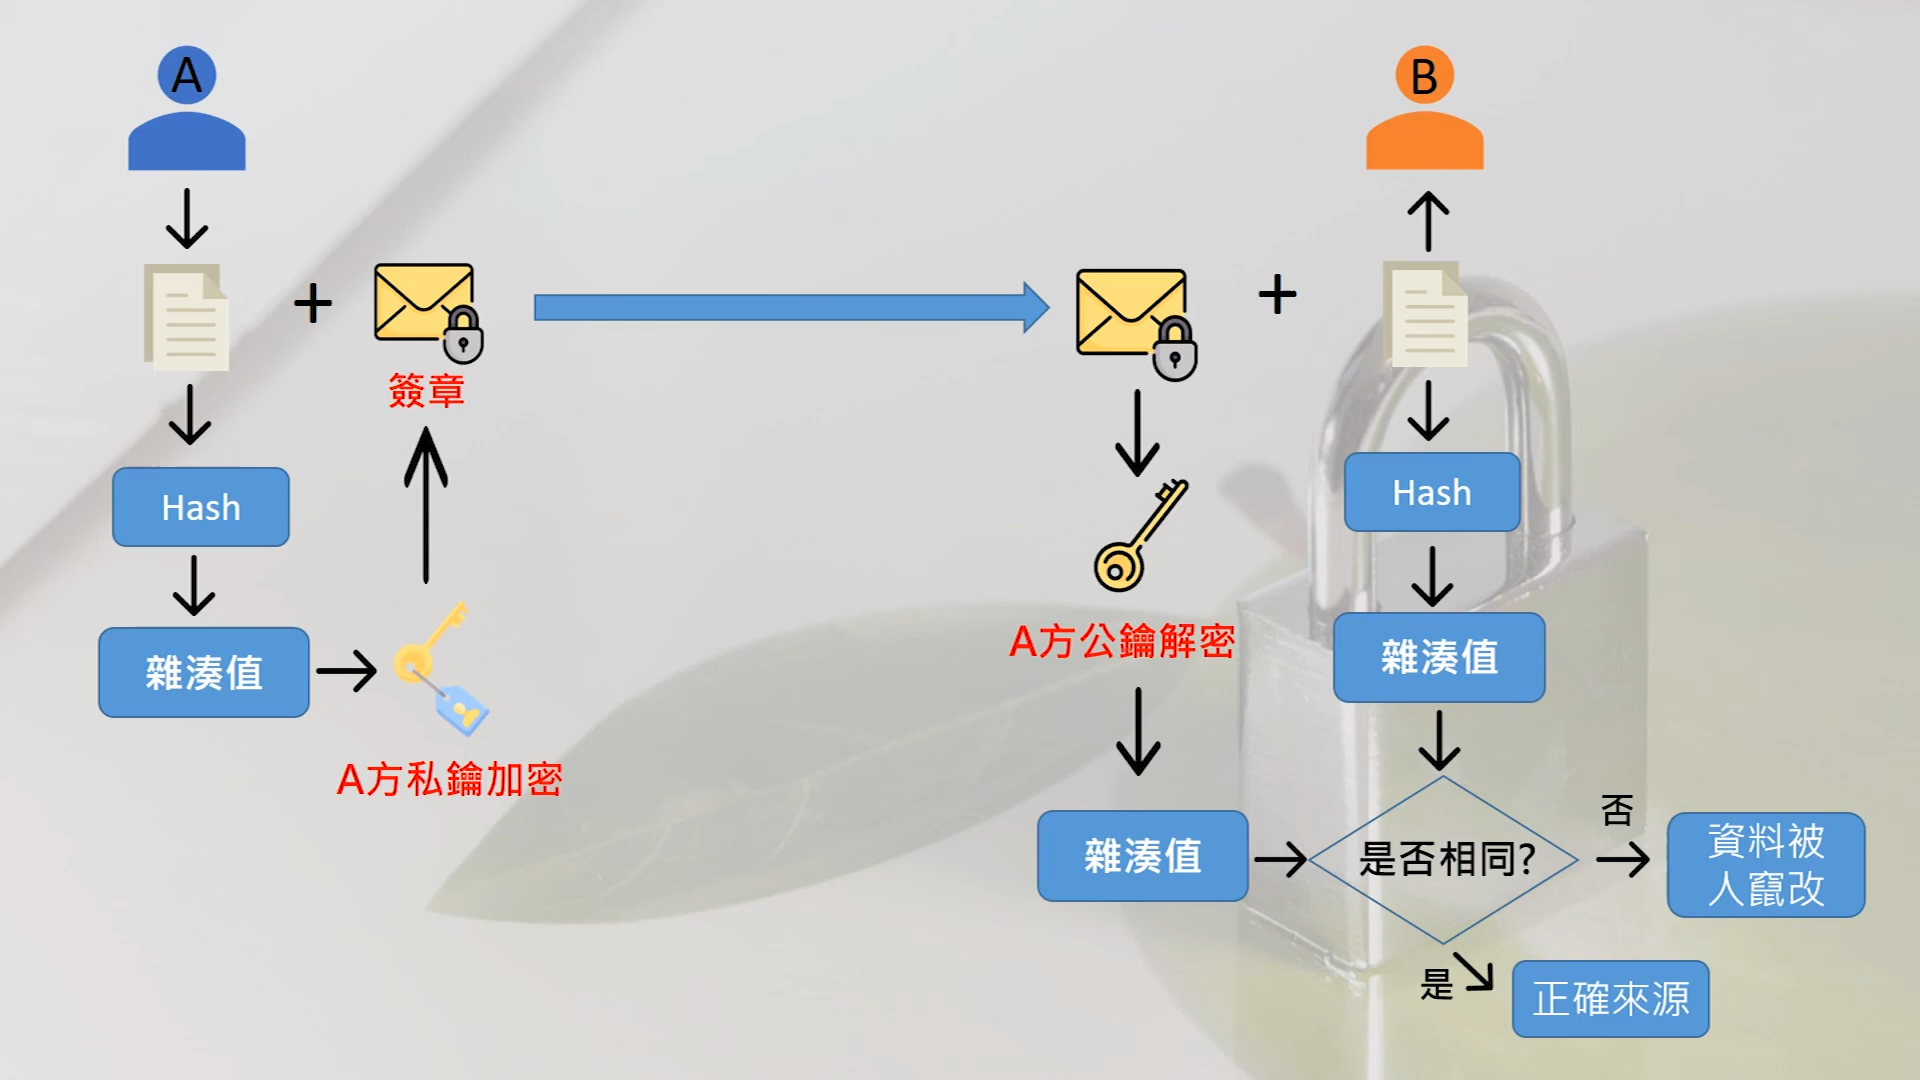 A
B
簽章
Hash
Hash
A方公鑰解密
雜湊值
雜湊值
A方私鑰加密
否
雜湊值
是否相同?
資料被
人竄改
是
正確來源